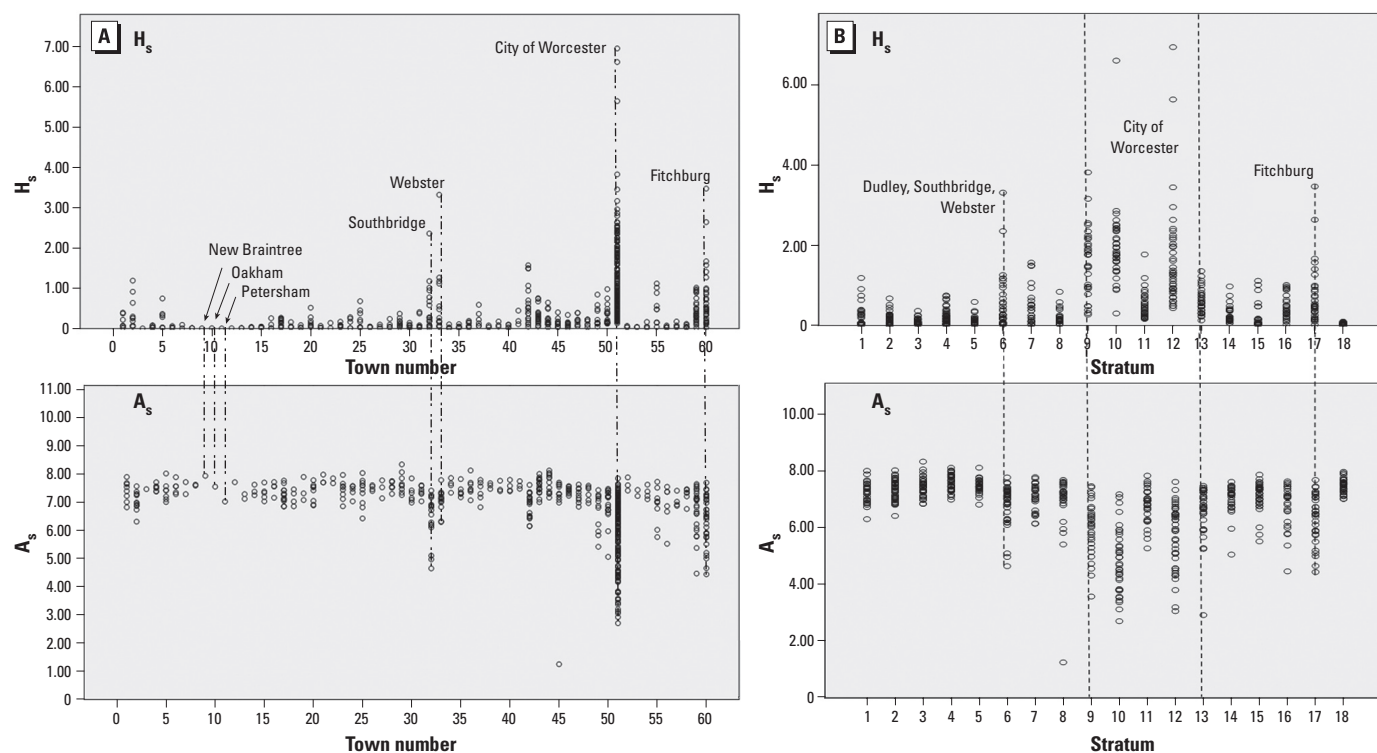 A
Hs
7.00
6.00
5.00
4.00
3.00
2.00
1.00
0
Hs
City of Worcester
Webster
Southbridge
Fitchburg
New Braintree
Oakham
Petersham
0 5 10 15 20 25 30 35 40 45 50 55 60
Town number
As
11.00
10.00
9.00
8.00
7.00
6.00
5.00
4.00
3.00
2.00
1.00
0
As
0 5 10 15 20 25 30 35 40 45 50 55 60
Town number
B
Hs
6.00
4.00
2.00
0
Hs
City of
Worcester
Dudley, Southbridge,
Webster
Fitchburg
1 2 3 4 5 6 7 8 9 10 11 12 13 14 15 16 17 18
Stratum
As
10.00
8.00
6.00
4.00
2.00
0
As
1 2 3 4 5 6 7 8 9 10 11 12 13 14 15 16 17 18
Stratum